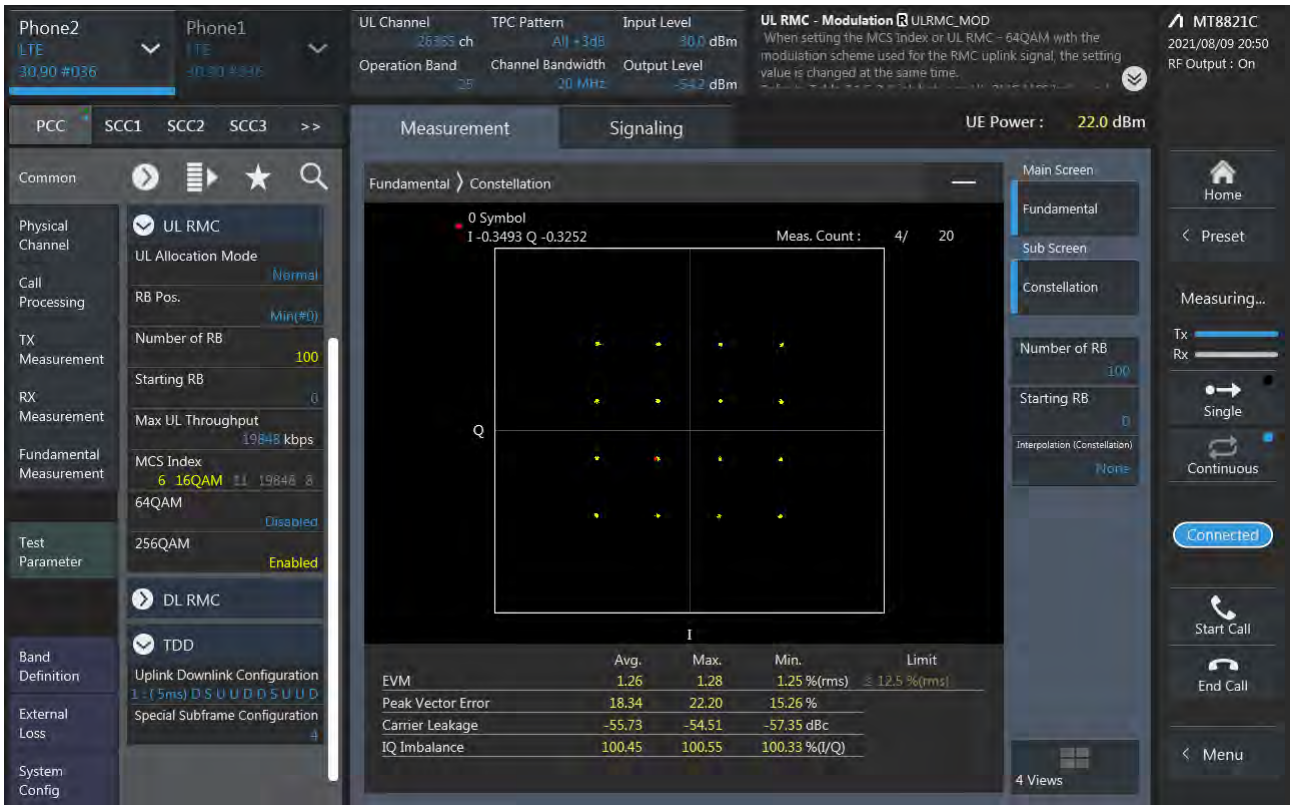 Phone2
LTE
30.90 #036
Phone1
LTE
30.90 #036
UL Channel
26365 ch
Operation Band
25
TPC Pattern
All +3dB
Channel Bandwidth
20 MHz
Input Level
30.0 dBm
Output Level
-54.2 dBm
UL RMC - Modulation R ULRMC_MOD
When setting the MCS Index or UL RMC – 64QAM with the
modulation scheme used for the RMC uplink signal, the setting
value is changed at the same time.
MT8821C
2021/08/09 20:50
RF Output : On
PCC SCC1 SCC2 SCC3 >>
Measurement
Signaling
UE Power : 22.0 dBm
Common
Physical
Channel
Call
Processing
TX
Measurement
RX
Measurement
Fundamental
Measurement
Test
Parameter
Band
Definition
External
Loss
System
Config
UL RMC
UL Allocation Mode
Normal
RB Pos.
Min(#0)
Number of RB
100
Starting RB
0
Max UL Throughput
19848 kbps
MCS Index
6 16QAM 11 19848 8
64QAM
Disabled
256QAM
Enabled
DL RMC
TDD
Uplink Downlink Configuration
1 : ( 5ms) D S U U D D S U U D
Special Subframe Configuration
4
Fundamental > Constellation
0 Symbol
I -0.3493 Q -0.3252
Meas. Count : 4/ 20
Q
I
Avg. Max. Min. Limit
EVM 1.26 1.28 1.25 %(rms) ≤ 12.5 %(rms)
Peak Vector Error 18.34 22.20 15.26 %
Carrier Leakage -55.73 -54.51 -57.35 dBc
IQ Imbalance 100.45 100.55 100.33 %(I/Q)
Main Screen
Fundamental
Sub Screen
Constellation
Number of RB
100
Starting RB
0
Interpolation (Constellation)
None
4 Views
Home
< Preset
Measuring...
Tx
Rx
Single
Continuous
Connected
Start Call
End Call
< Menu